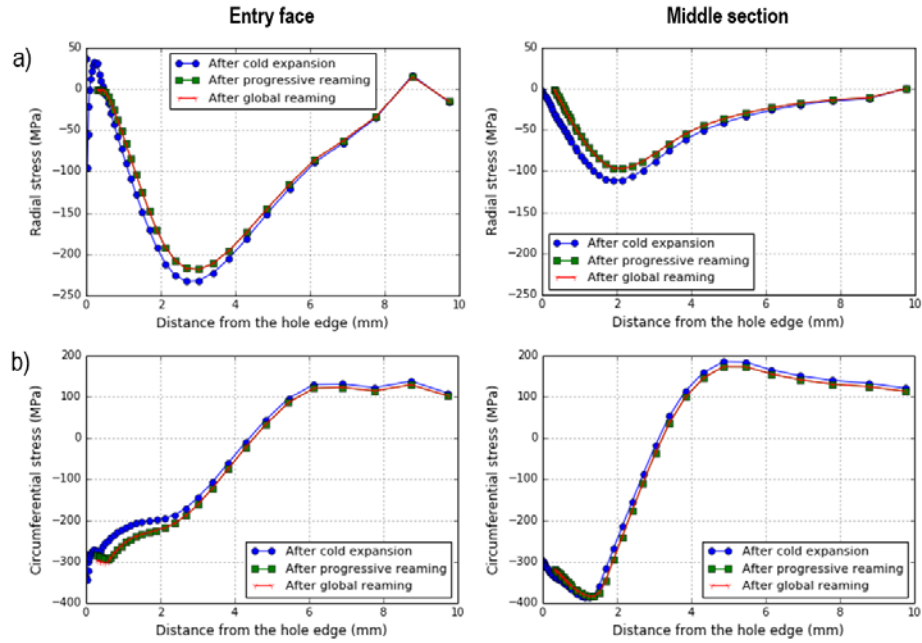 Entry face
Middle section
a)
Radial stress (MPa)
50
0
−50
−100
−150
−200
−250
After cold expansion
After progressive reaming
After global reaming
0 2 4 6 8 10
Distance from the hole edge (mm)
Radial stress (MPa)
50
0
−50
−100
−150
−200
−250
After cold expansion
After progressive reaming
After global reaming
0 2 4 6 8 10
Distance from the hole edge (mm)
b)
Circumferential stress (MPa)
200
100
0
−100
−200
−300
−400
After cold expansion
After progressive reaming
After global reaming
0 2 4 6 8 10
Distance from the hole edge (mm)
Circumferential stress (MPa)
200
100
0
−100
−200
−300
−400
After cold expansion
After progressive reaming
After global reaming
0 2 4 6 8 10
Distance from the hole edge (mm)